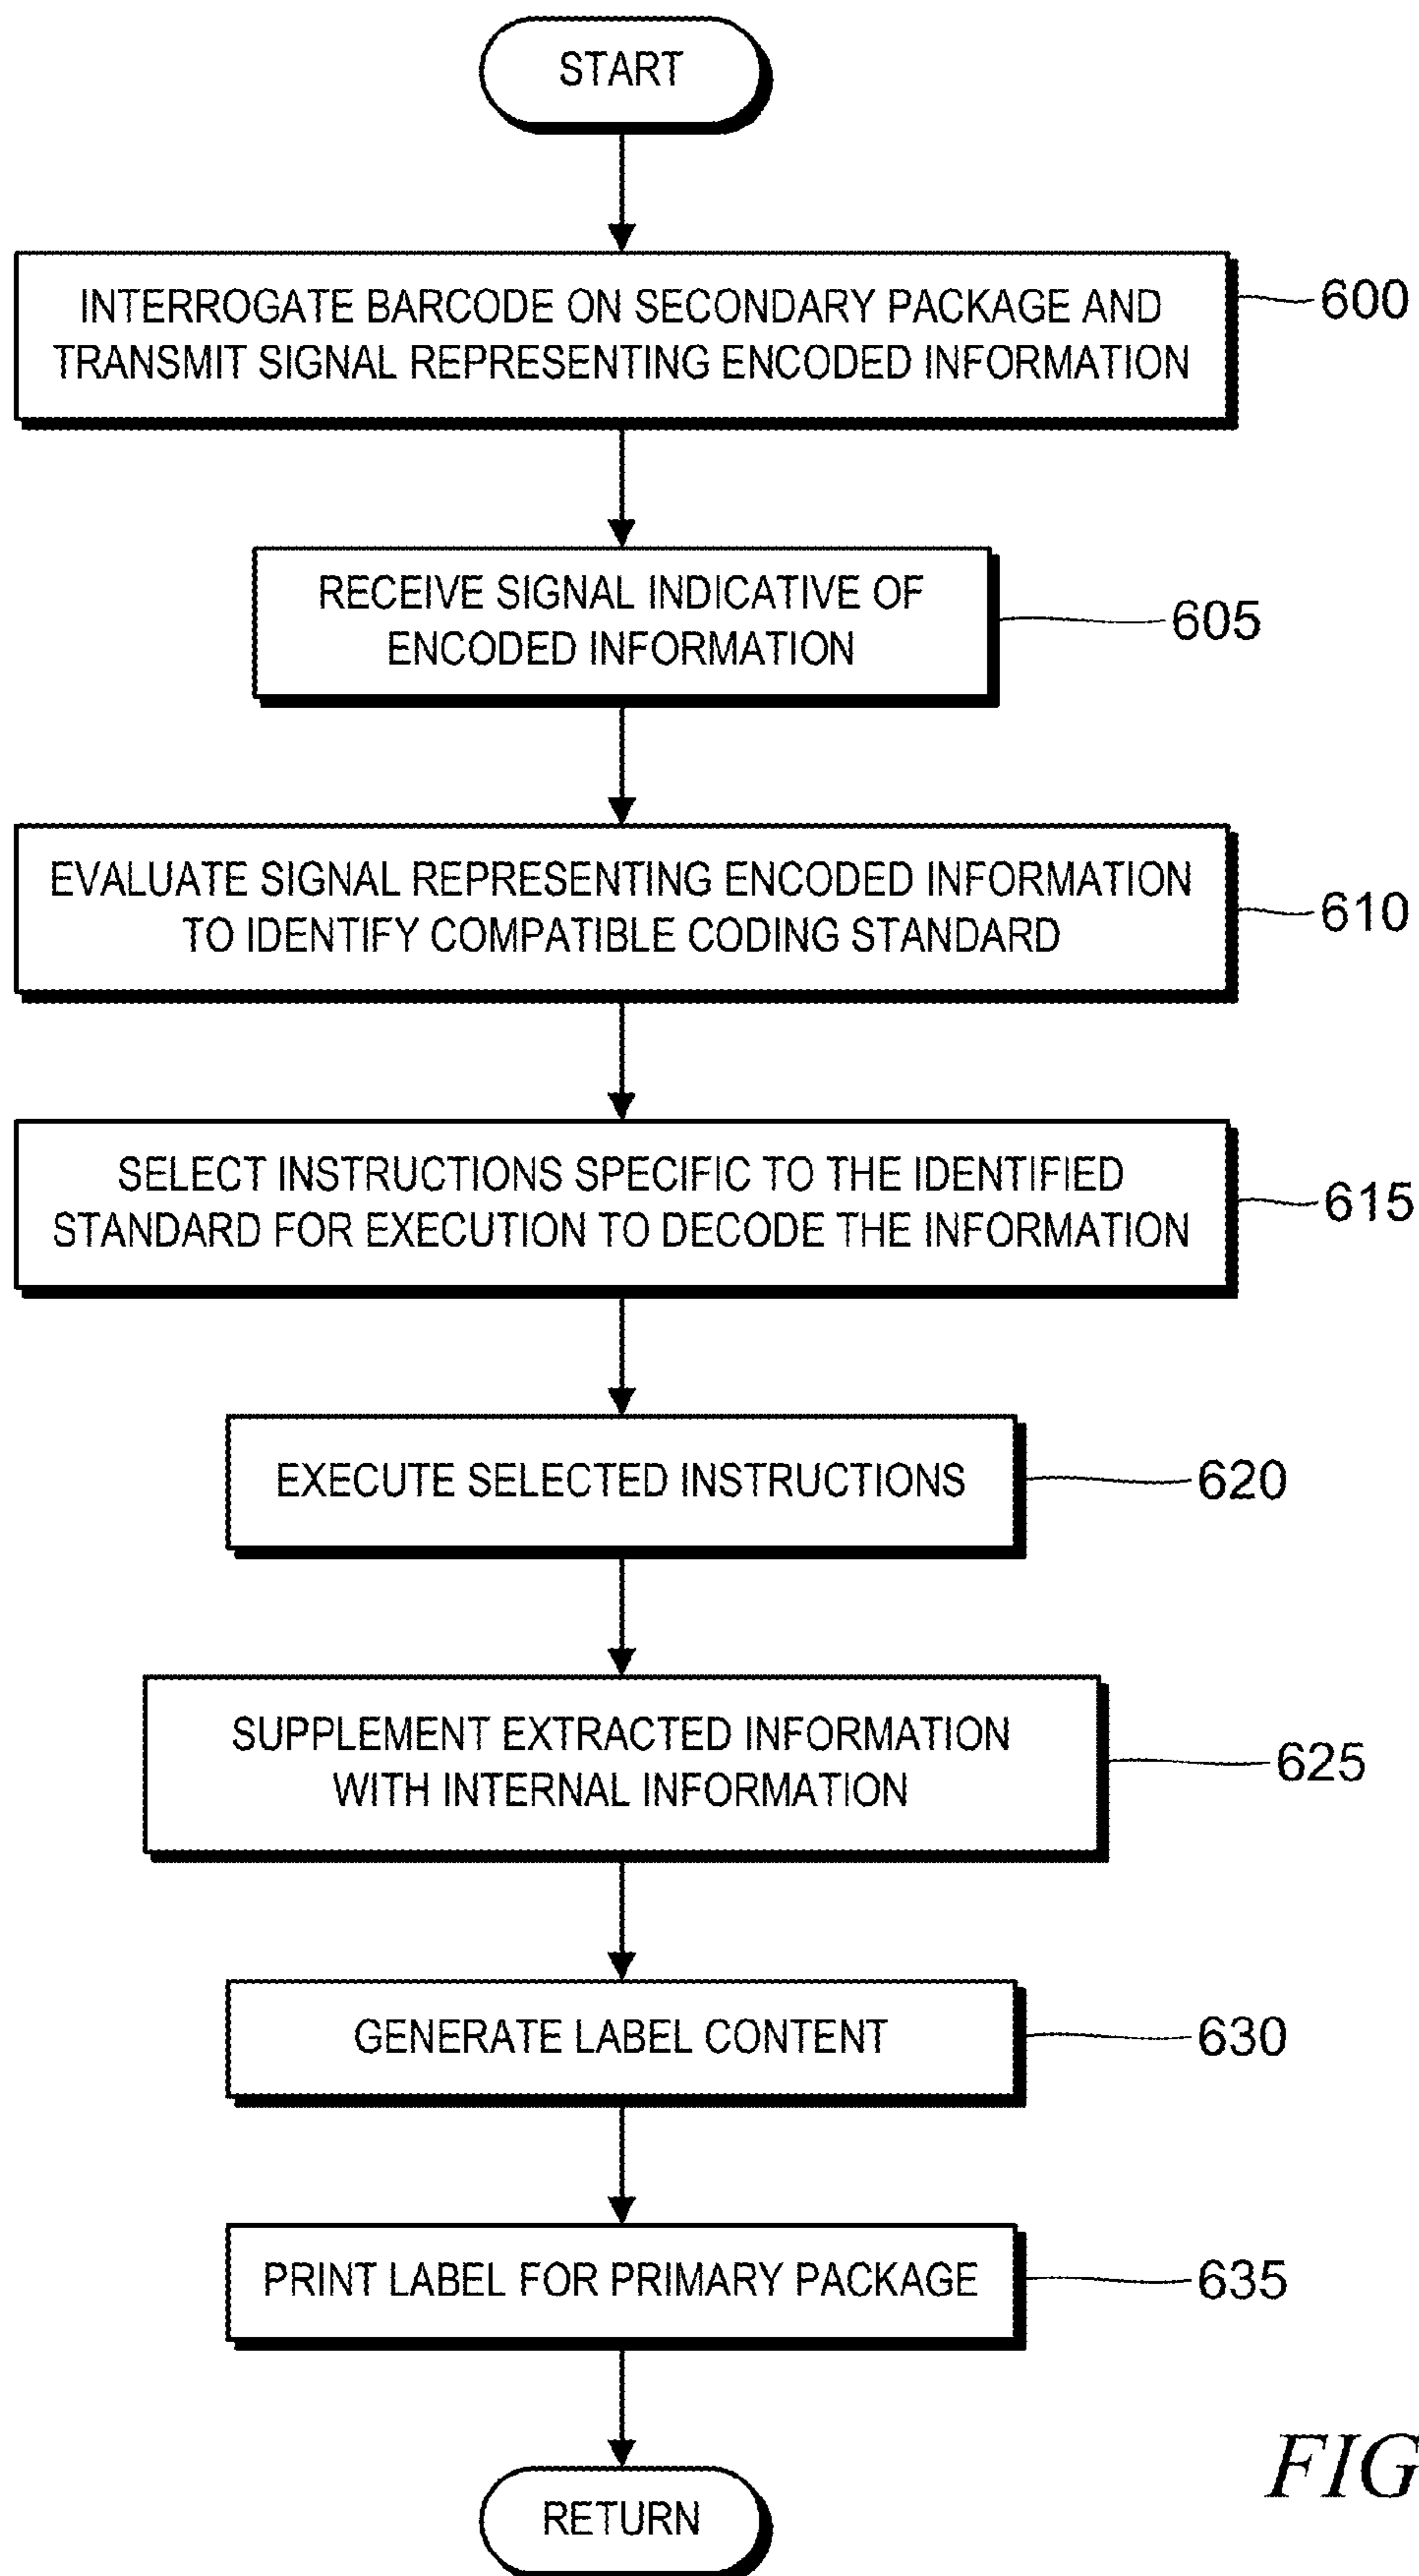 START
INTERROGATE BARCODE ON SECONDARY PACKAGE AND
TRANSMIT SIGNAL REPRESENTING ENCODED INFORMATION
600
RECEIVE SIGNAL INDICATIVE OF
ENCODED INFORMATION
605
EVALUATE SIGNAL REPRESENTING ENCODED INFORMATION
TO IDENTIFY COMPATIBLE CODING STANDARD
610
SELECT INSTRUCTIONS SPECIFIC TO THE IDENTIFIED
STANDARD FOR EXECUTION TO DECODE THE INFORMATION
615
EXECUTE SELECTED INSTRUCTIONS
620
SUPPLEMENT EXTRACTED INFORMATION
WITH INTERNAL INFORMATION
625
GENERATE LABEL CONTENT
630
PRINT LABEL FOR PRIMARY PACKAGE
635
RETURN
FIG